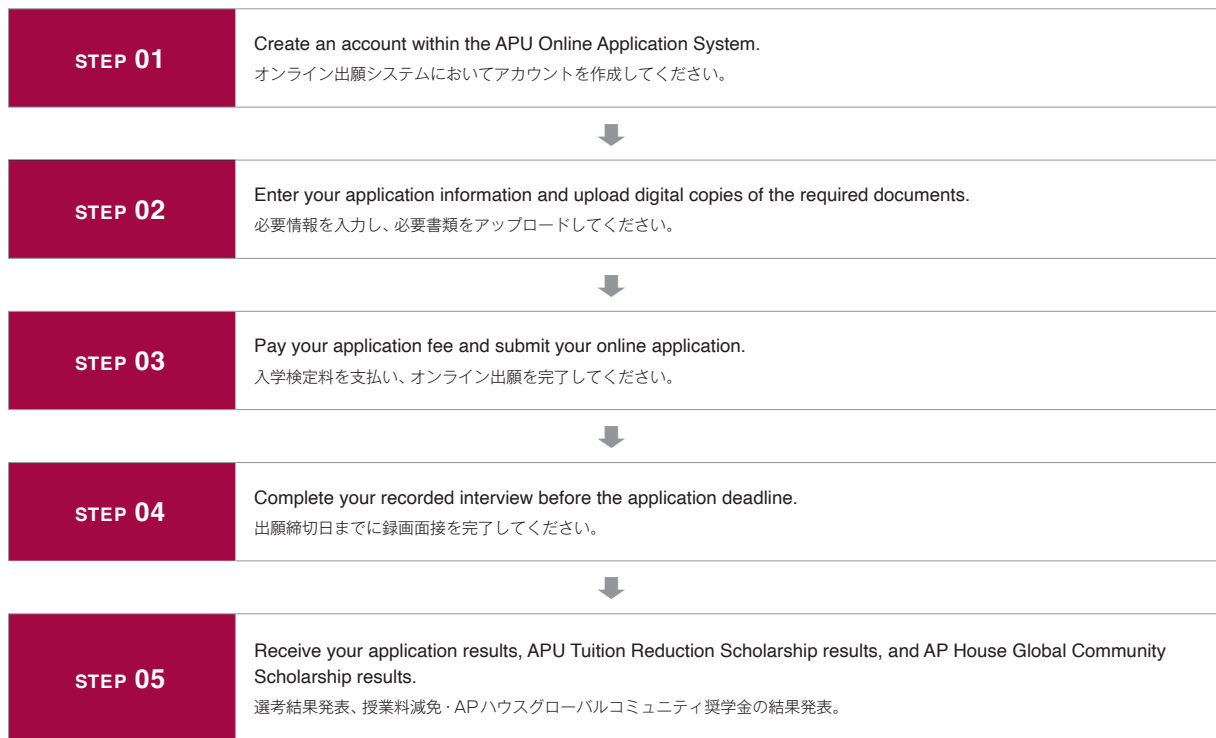 STEP 01
Create an account within the APU Online Application System.
オンライン出願システムにおいてアカウントを作成してください。
STEP 02
Enter your application information and upload digital copies of the required documents.
必要情報を入力し、必要書類をアップロードしてください。
STEP 03
Pay your application fee and submit your online application.
入学検定料を支払い、オンライン出願を完了してください。
STEP 04
Complete your recorded interview before the application deadline.
出願締切日までに録画面接を完了してください。
STEP 05
Receive your application results, APU Tuition Reduction Scholarship results, and AP House Global Community
Scholarship results.
選考結果発表、授業料減免・APハウスグローバルコミュニティ奨学金の結果発表。